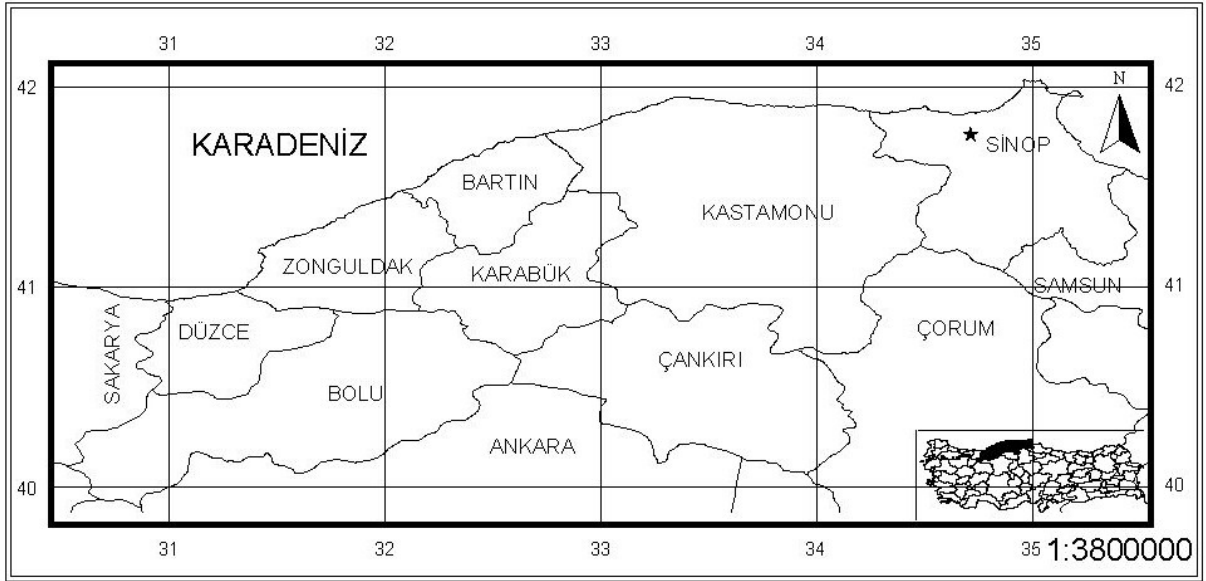 31 32 33 34 35
42 N 42
KARADENİZ
SİNOP
BARTIN
KASTAMONU
ZONGULDAK
KARABÜK
41 SAMSUN 41
SAKARYA
DÜZCE
ÇORUM
ÇANKIRI
BOLU
ANKARA
40 40
31 32 33 34 35 1:3800000